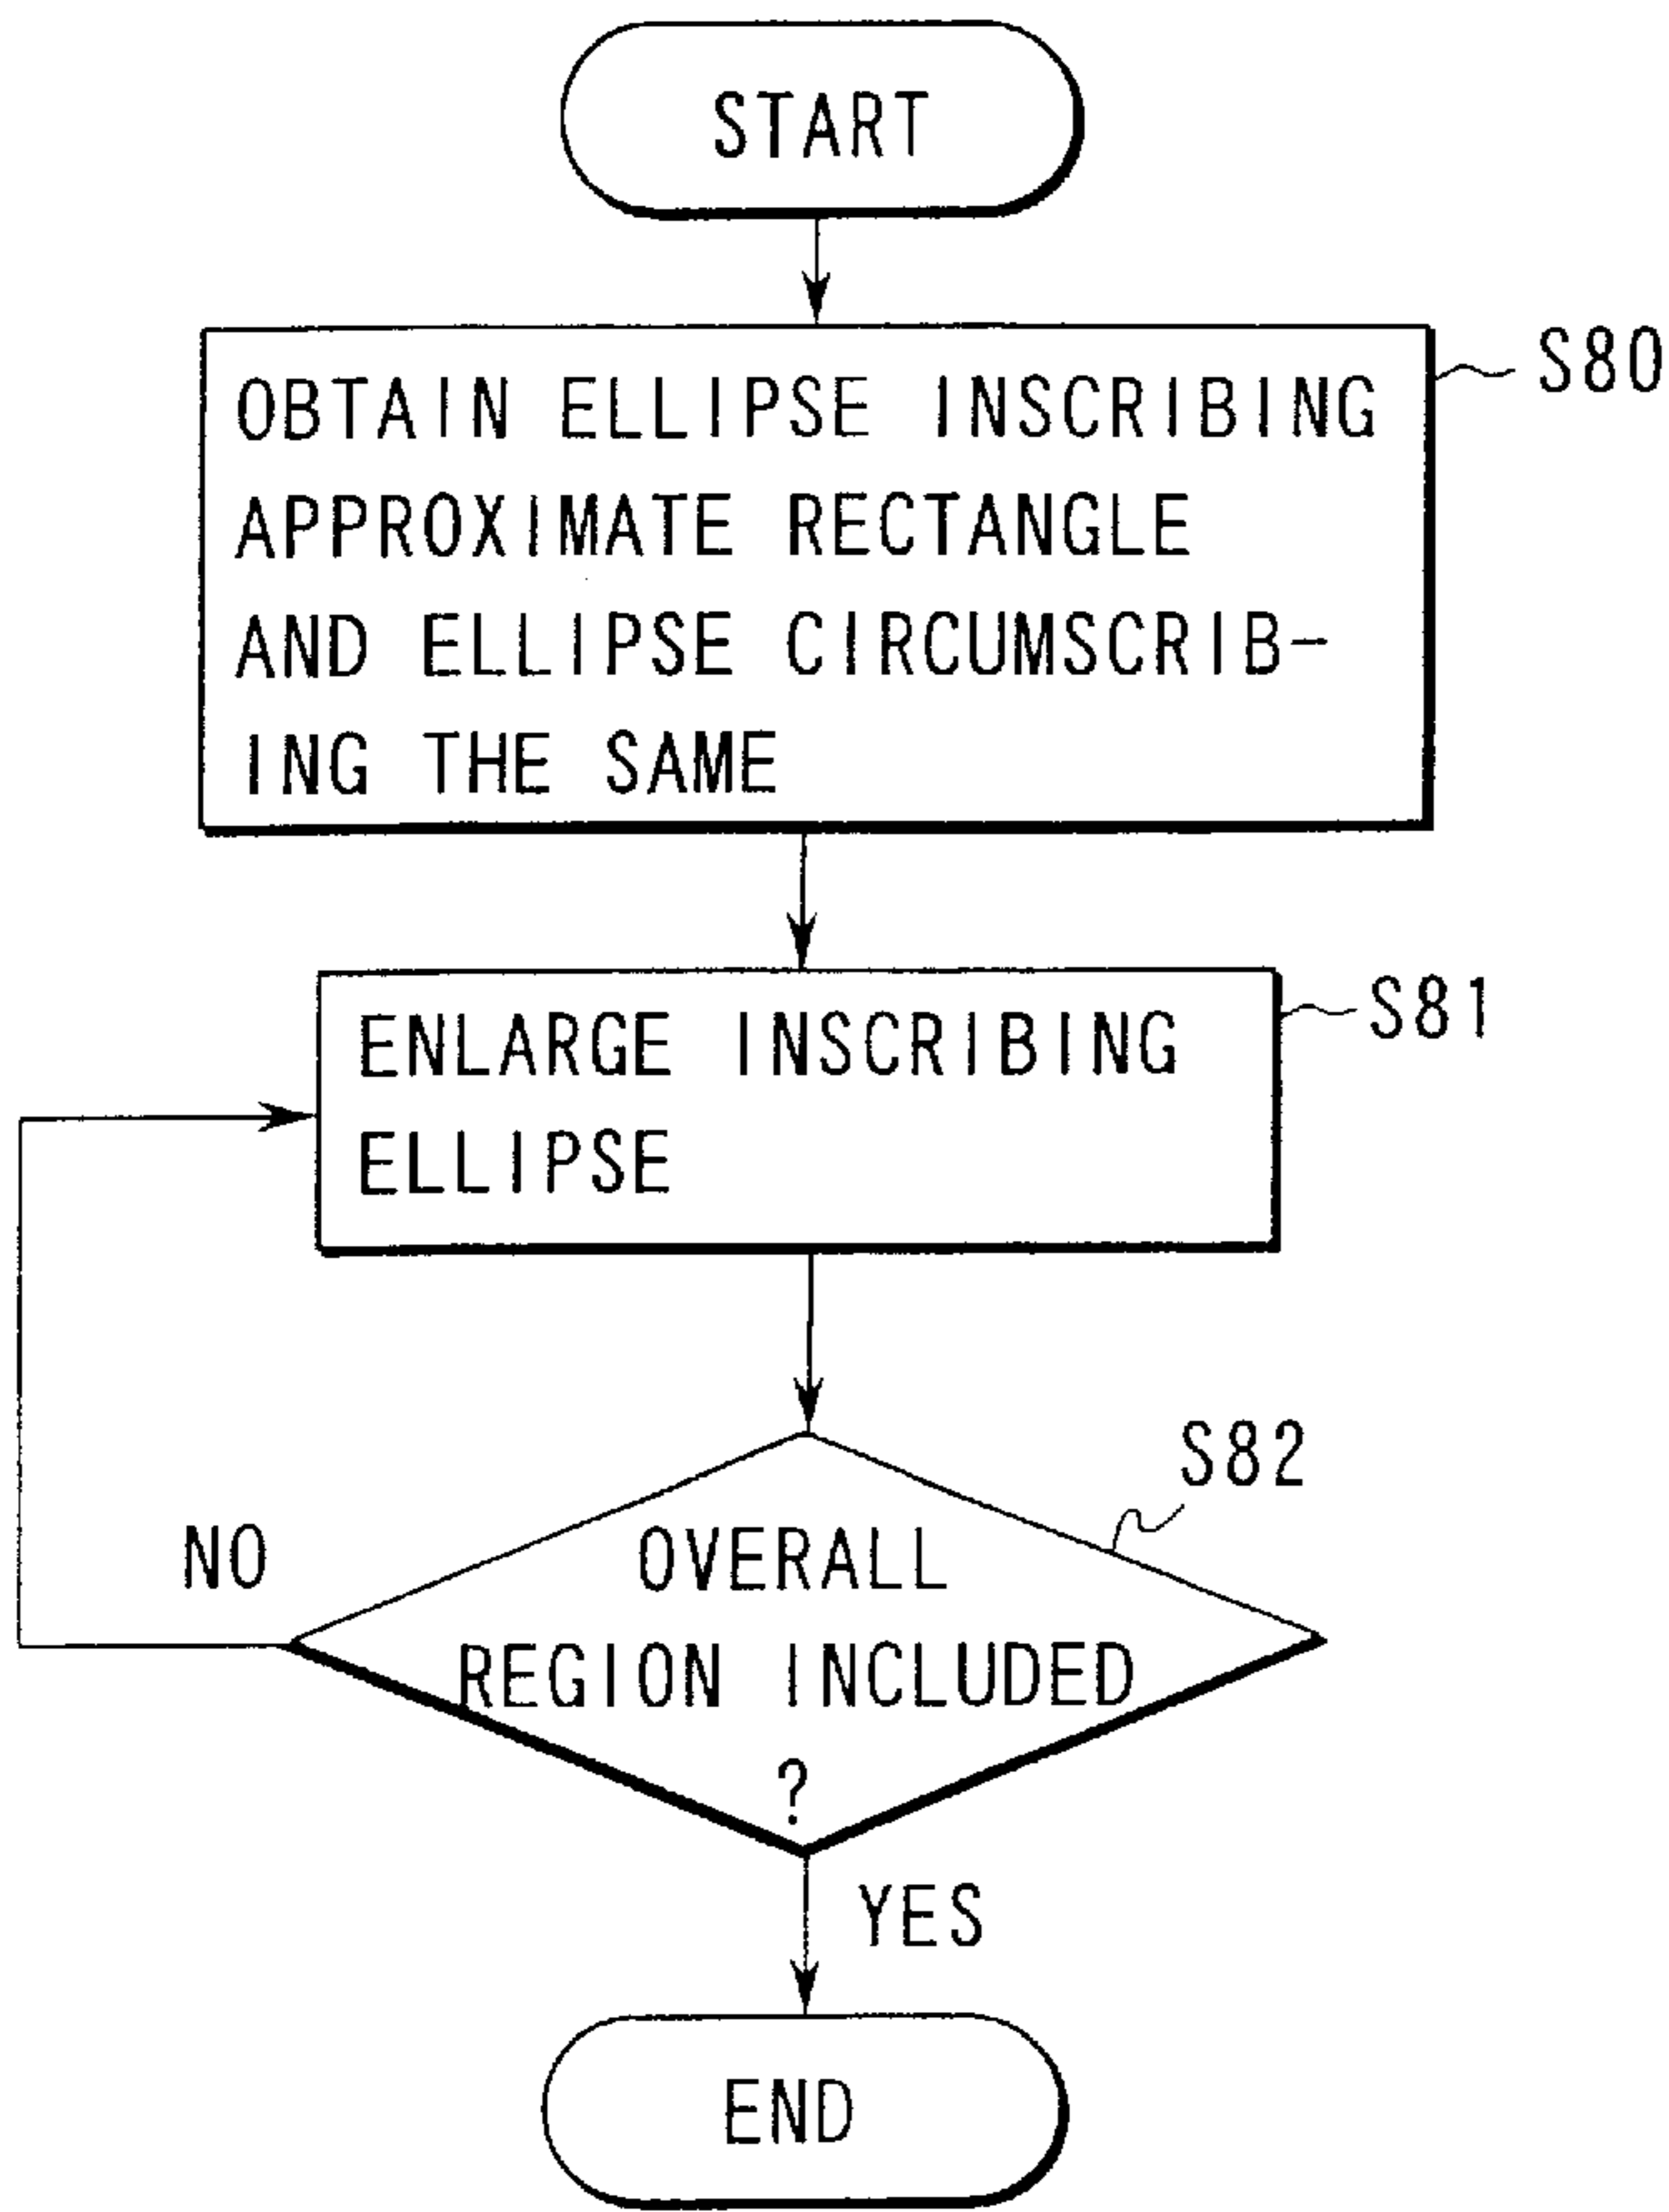 START
S80
OBTAIN ELLIPSE INSCRIBING
APPROXIMATE RECTANGLE
AND ELLIPSE CIRCUMSCRIB-
ING THE SAME
S81
ENLARGE INSCRIBING
ELLIPSE
S82
NO
OVERALL
REGION INCLUDED
?
YES
END